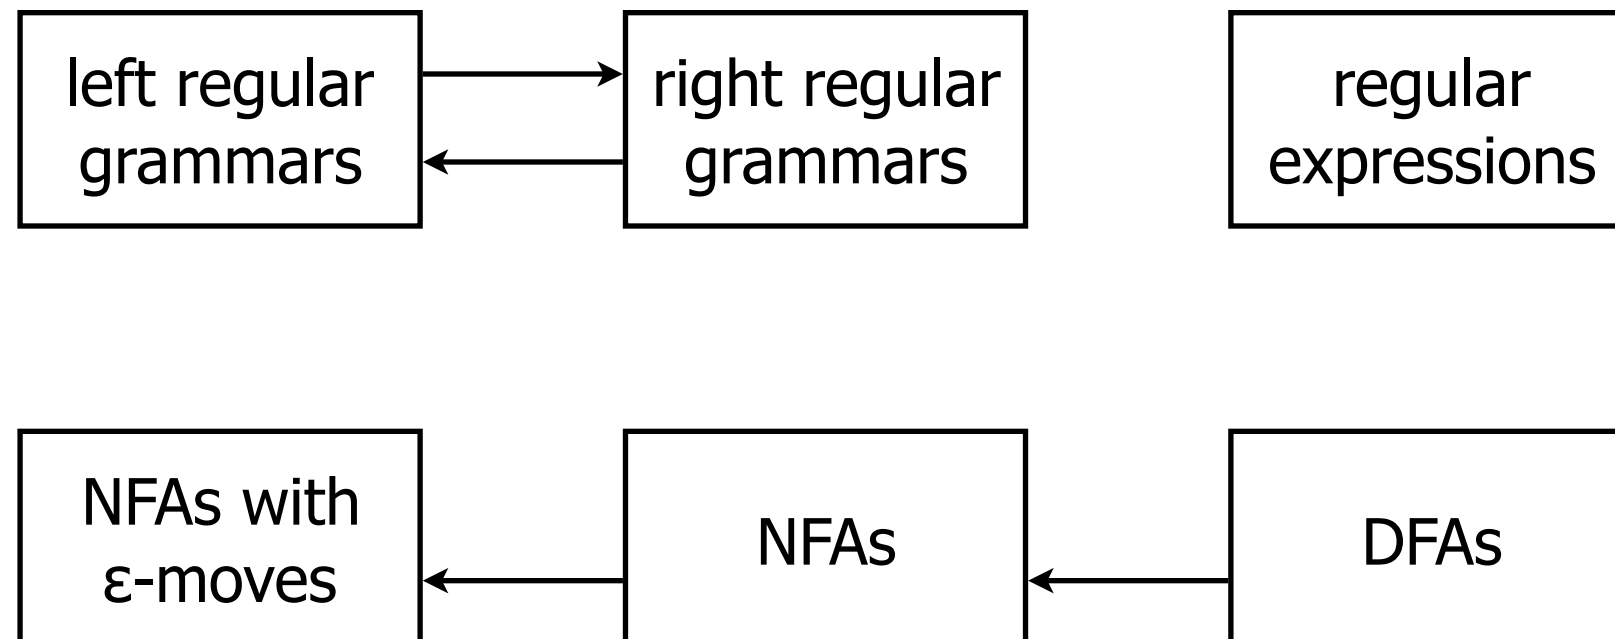 left regular
grammars
right regular
grammars
regular
expressions
NFAs with
ε-moves
NFAs
DFAs